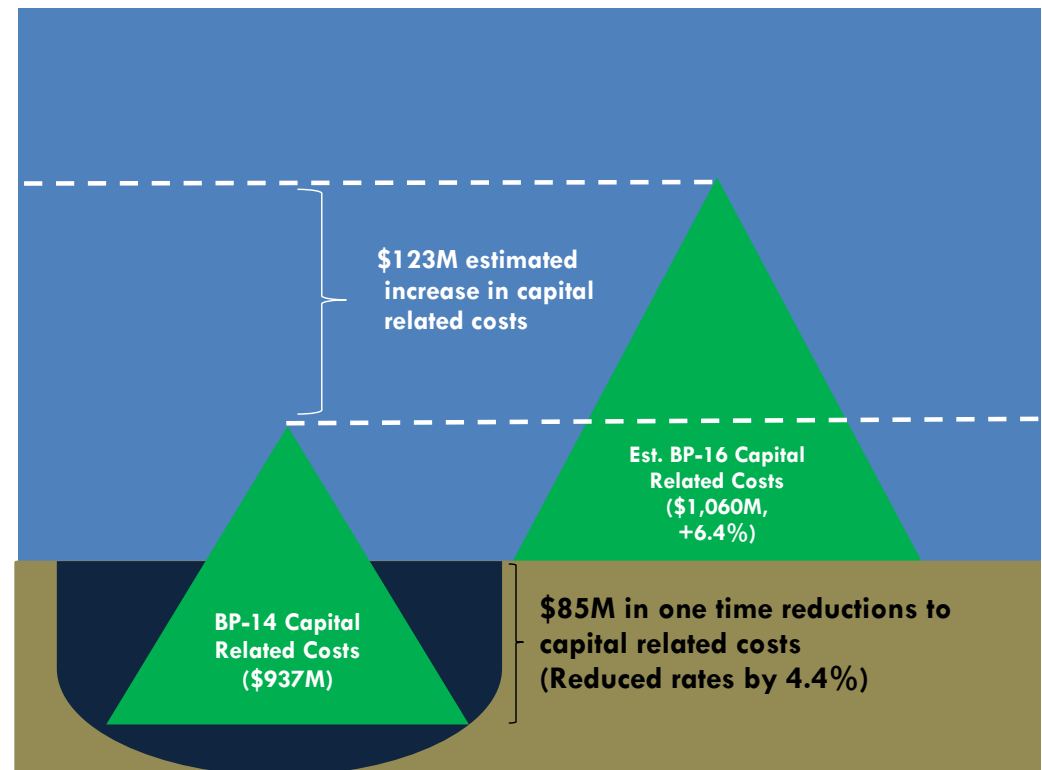 $123M estimated
increase in capital
related costs
Est. BP-16 Capital
Related Costs
($1,060M,
+6.4%)
BP-14 Capital
Related Costs
($937M)
$85M in one time reductions to
capital related costs
(Reduced rates by 4.4%)